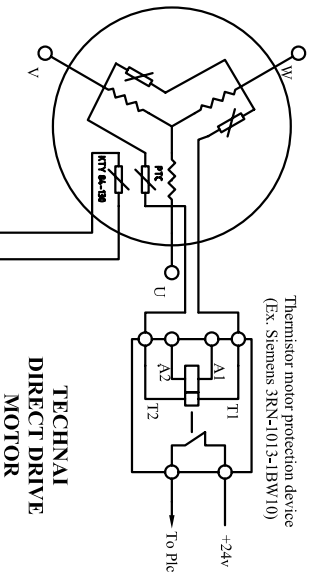 Thermistor motor protection device
(Ex. Siemens 3RN-1013-1BW10)
W
V
U
PTC
KTY 84-130
A1
A2
T1
T2
+24v
To Plc
TECHNAI
DIRECT DRIVE
MOTOR